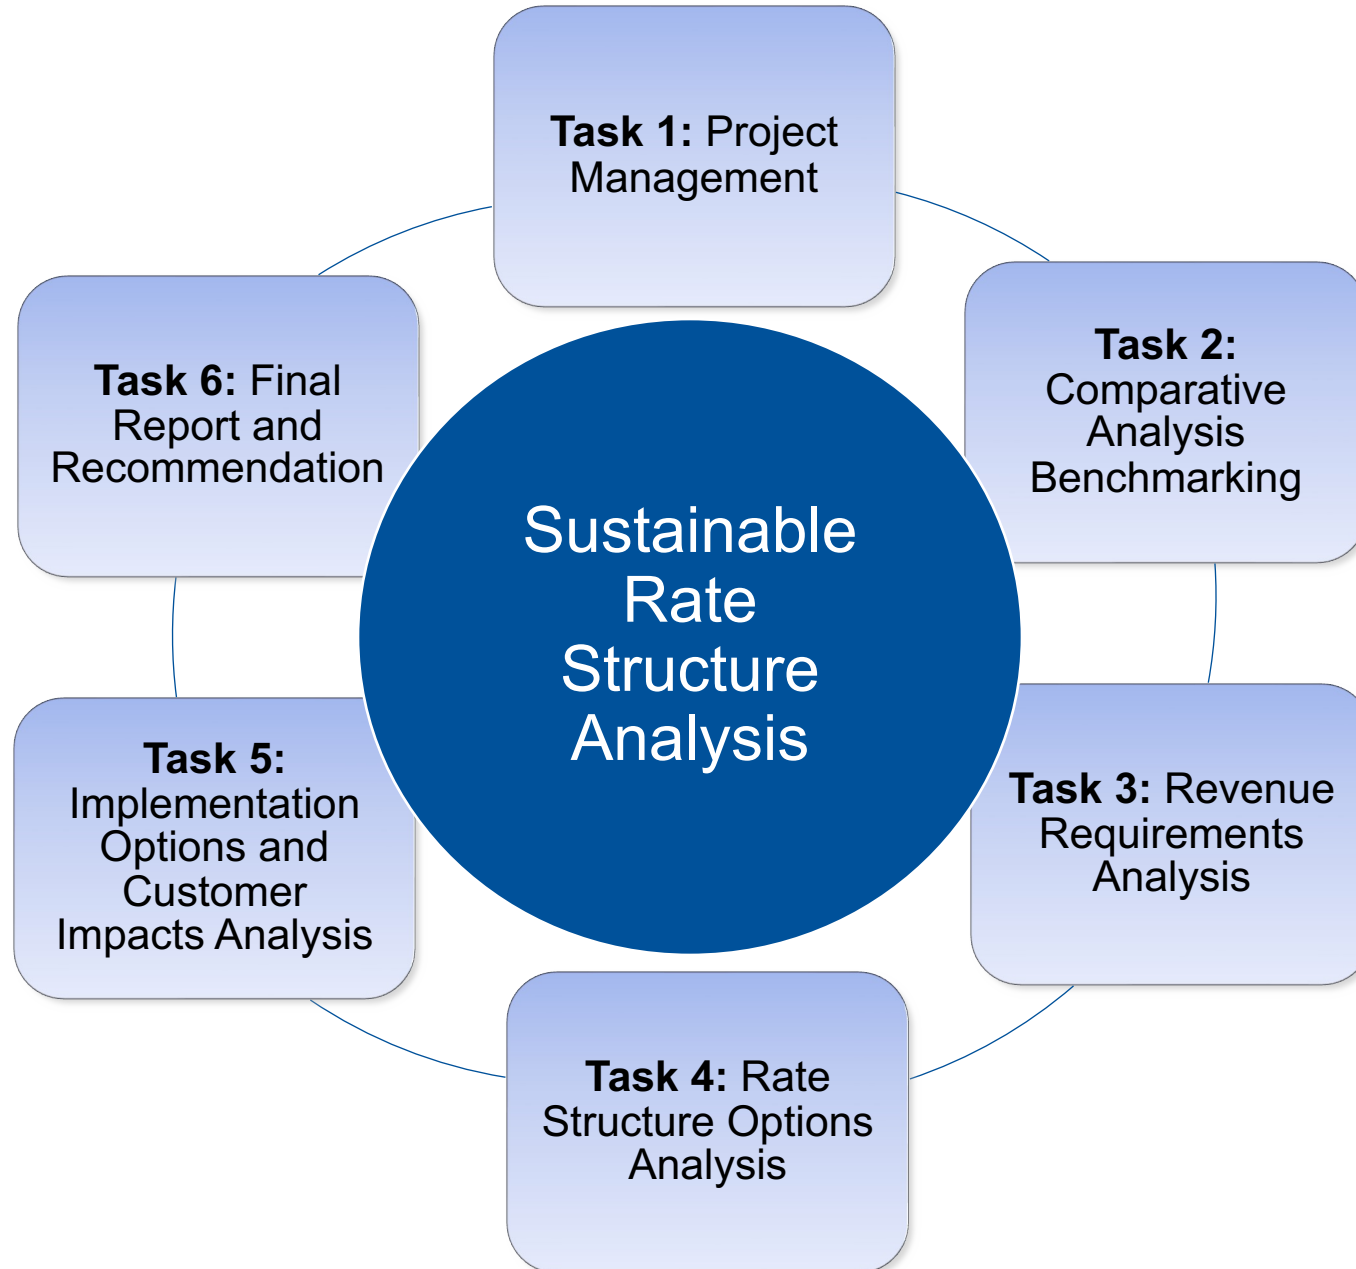 Task 1: Project
Management
Task 2:
Comparative
Analysis
Benchmarking
Task 3: Revenue
Requirements
Analysis
Task 4: Rate
Structure Options
Analysis
Task 5:
Implementation
Options and
Customer
Impacts Analysis
Task 6: Final
Report and
Recommendation
Sustainable
Rate
Structure
Analysis